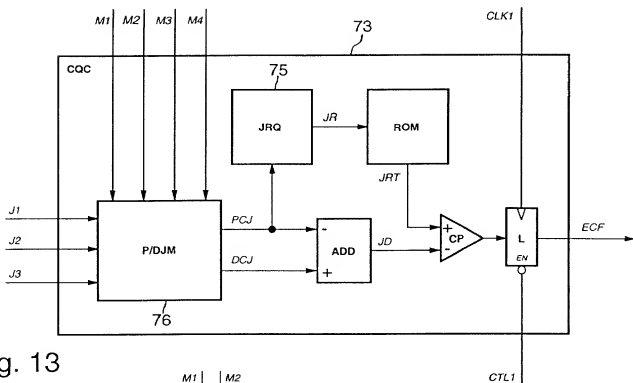 M1 M2 M3 M4 73 CLK1
CQC
75
JRQ JR ROM
JRT
J1
J2
J3
P/DJM
PCJ
DCJ
-
+
ADD
JD
+
-
CP
L
EN
ECF
76
Fig. 13
M1 M2 CTL1